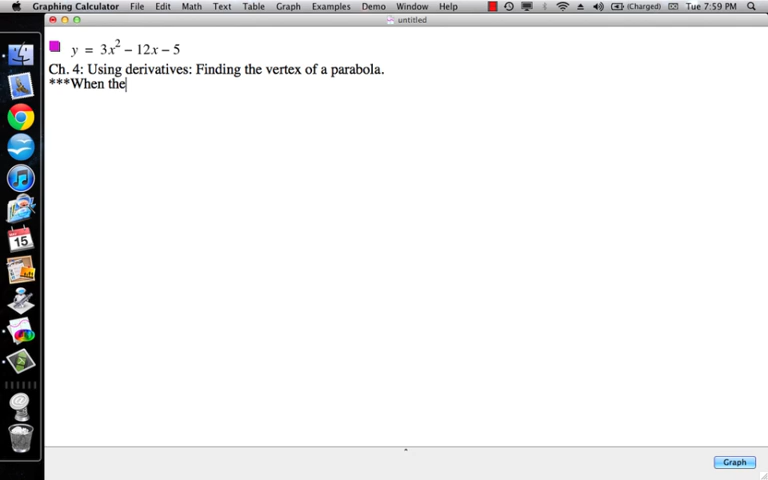 Graphing Calculator File Edit Math Text Table Graph Examples Demo Window Help (Charged) Tue 7:59 PM
untitled
y = 3x² − 12x − 5
Ch. 4: Using derivatives: Finding the vertex of a parabola.
***When the
15
Graph